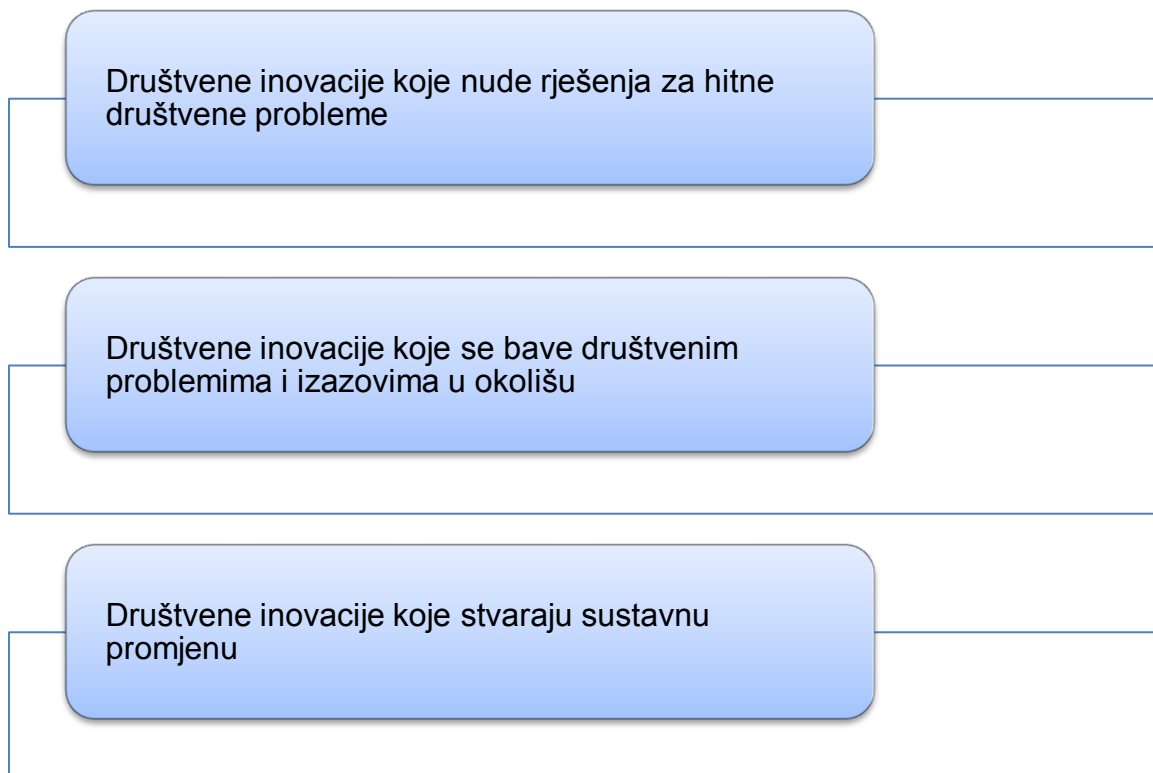 Društvene inovacije koje nude rješenja za hitne
društvene probleme
Društvene inovacije koje se bave društvenim
problemima i izazovima u okolišu
Društvene inovacije koje stvaraju sustavnu
promjenu